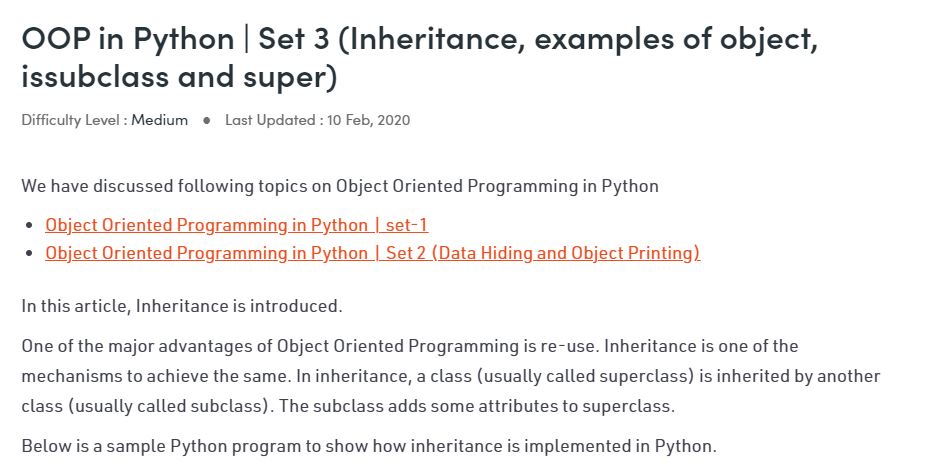 OOP in Python | Set 3 (Inheritance, examples of object,
issubclass and super)
Difficulty Level : Medium ● Last Updated : 10 Feb, 2020
We have discussed following topics on Object Oriented Programming in Python
• Object Oriented Programming in Python | set-1
• Object Oriented Programming in Python | Set 2 (Data Hiding and Object Printing)
In this article, Inheritance is introduced.
One of the major advantages of Object Oriented Programming is re-use. Inheritance is one of the
mechanisms to achieve the same. In inheritance, a class (usually called superclass) is inherited by another
class (usually called subclass). The subclass adds some attributes to superclass.
Below is a sample Python program to show how inheritance is implemented in Python.